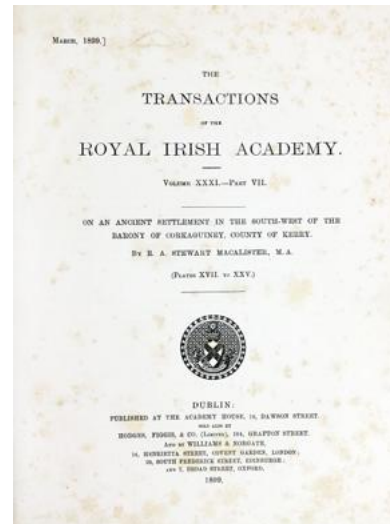 MARCH, 1899.]
THE
TRANSACTIONS
OF THE
ROYAL IRISH ACADEMY.
VOLUME XXXI.—PART VII.
ON AN ANCIENT SETTLEMENT IN THE SOUTH-WEST OF THE
BARONY OF CORKAGUINEY, COUNTY OF KERRY.
BY R. A. STEWART MACALISTER, M.A.
(PLATES XVII. TO XXV.)
DUBLIN:
PUBLISHED AT THE ACADEMY HOUSE, 19, DAWSON STREET.
SOLD ALSO BY
HODGES, FIGGIS, & CO. (LIMITED), 104, GRAFTON STREET.
AND BY WILLIAMS & NORGATE,
14, HENRIETTA STREET, COVENT GARDEN, LONDON;
20, SOUTH FREDERICK STREET, EDINBURGH;
AND 7, BROAD STREET, OXFORD.
1899.